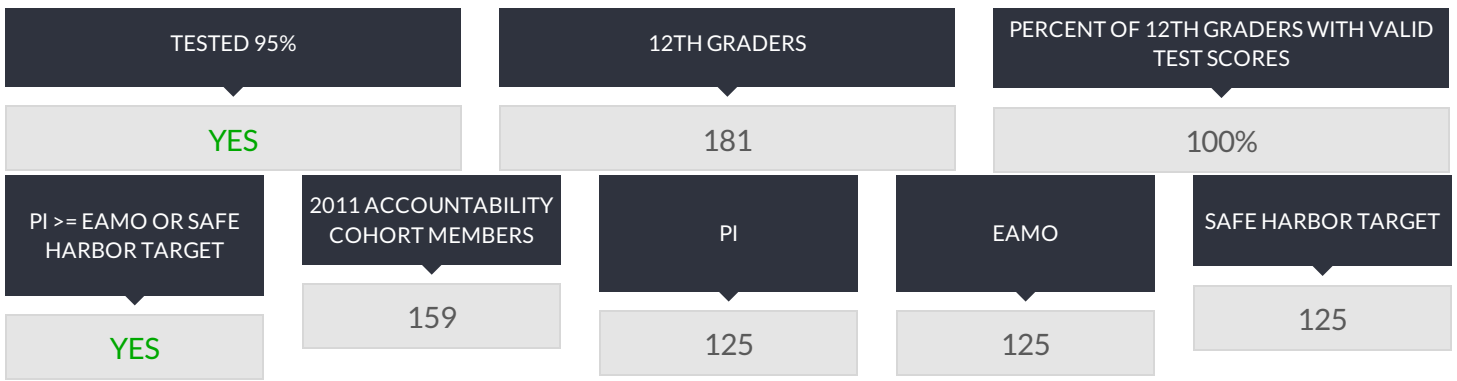 TESTED 95%
12TH GRADERS
PERCENT OF 12TH GRADERS WITH VALID
TEST SCORES
YES
181
100%
PI >= EAMO OR SAFE
HARBOR TARGET
2011 ACCOUNTABILITY
COHORT MEMBERS
PI
EAMO
SAFE HARBOR TARGET
YES
159
125
125
125